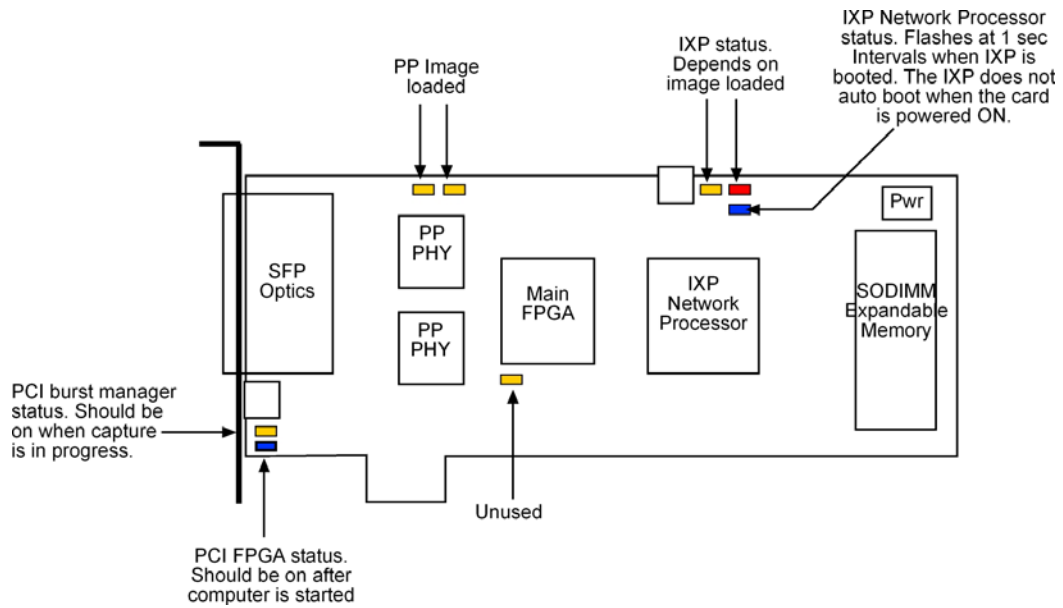 IXP Network Processor
status. Flashes at 1 sec
Intervals when IXP is
booted. The IXP does not
auto boot when the card
is powered ON.
IXP status.
Depends on
image loaded
PP Image
loaded
Pwr
SFP
Optics
PP
PHY
PP
PHY
Main
FPGA
IXP
Network
Processor
SODIMM
Expandable
Memory
PCI burst manager
status. Should be
on when capture
is in progress.
Unused
PCI FPGA status.
Should be on after
computer is started